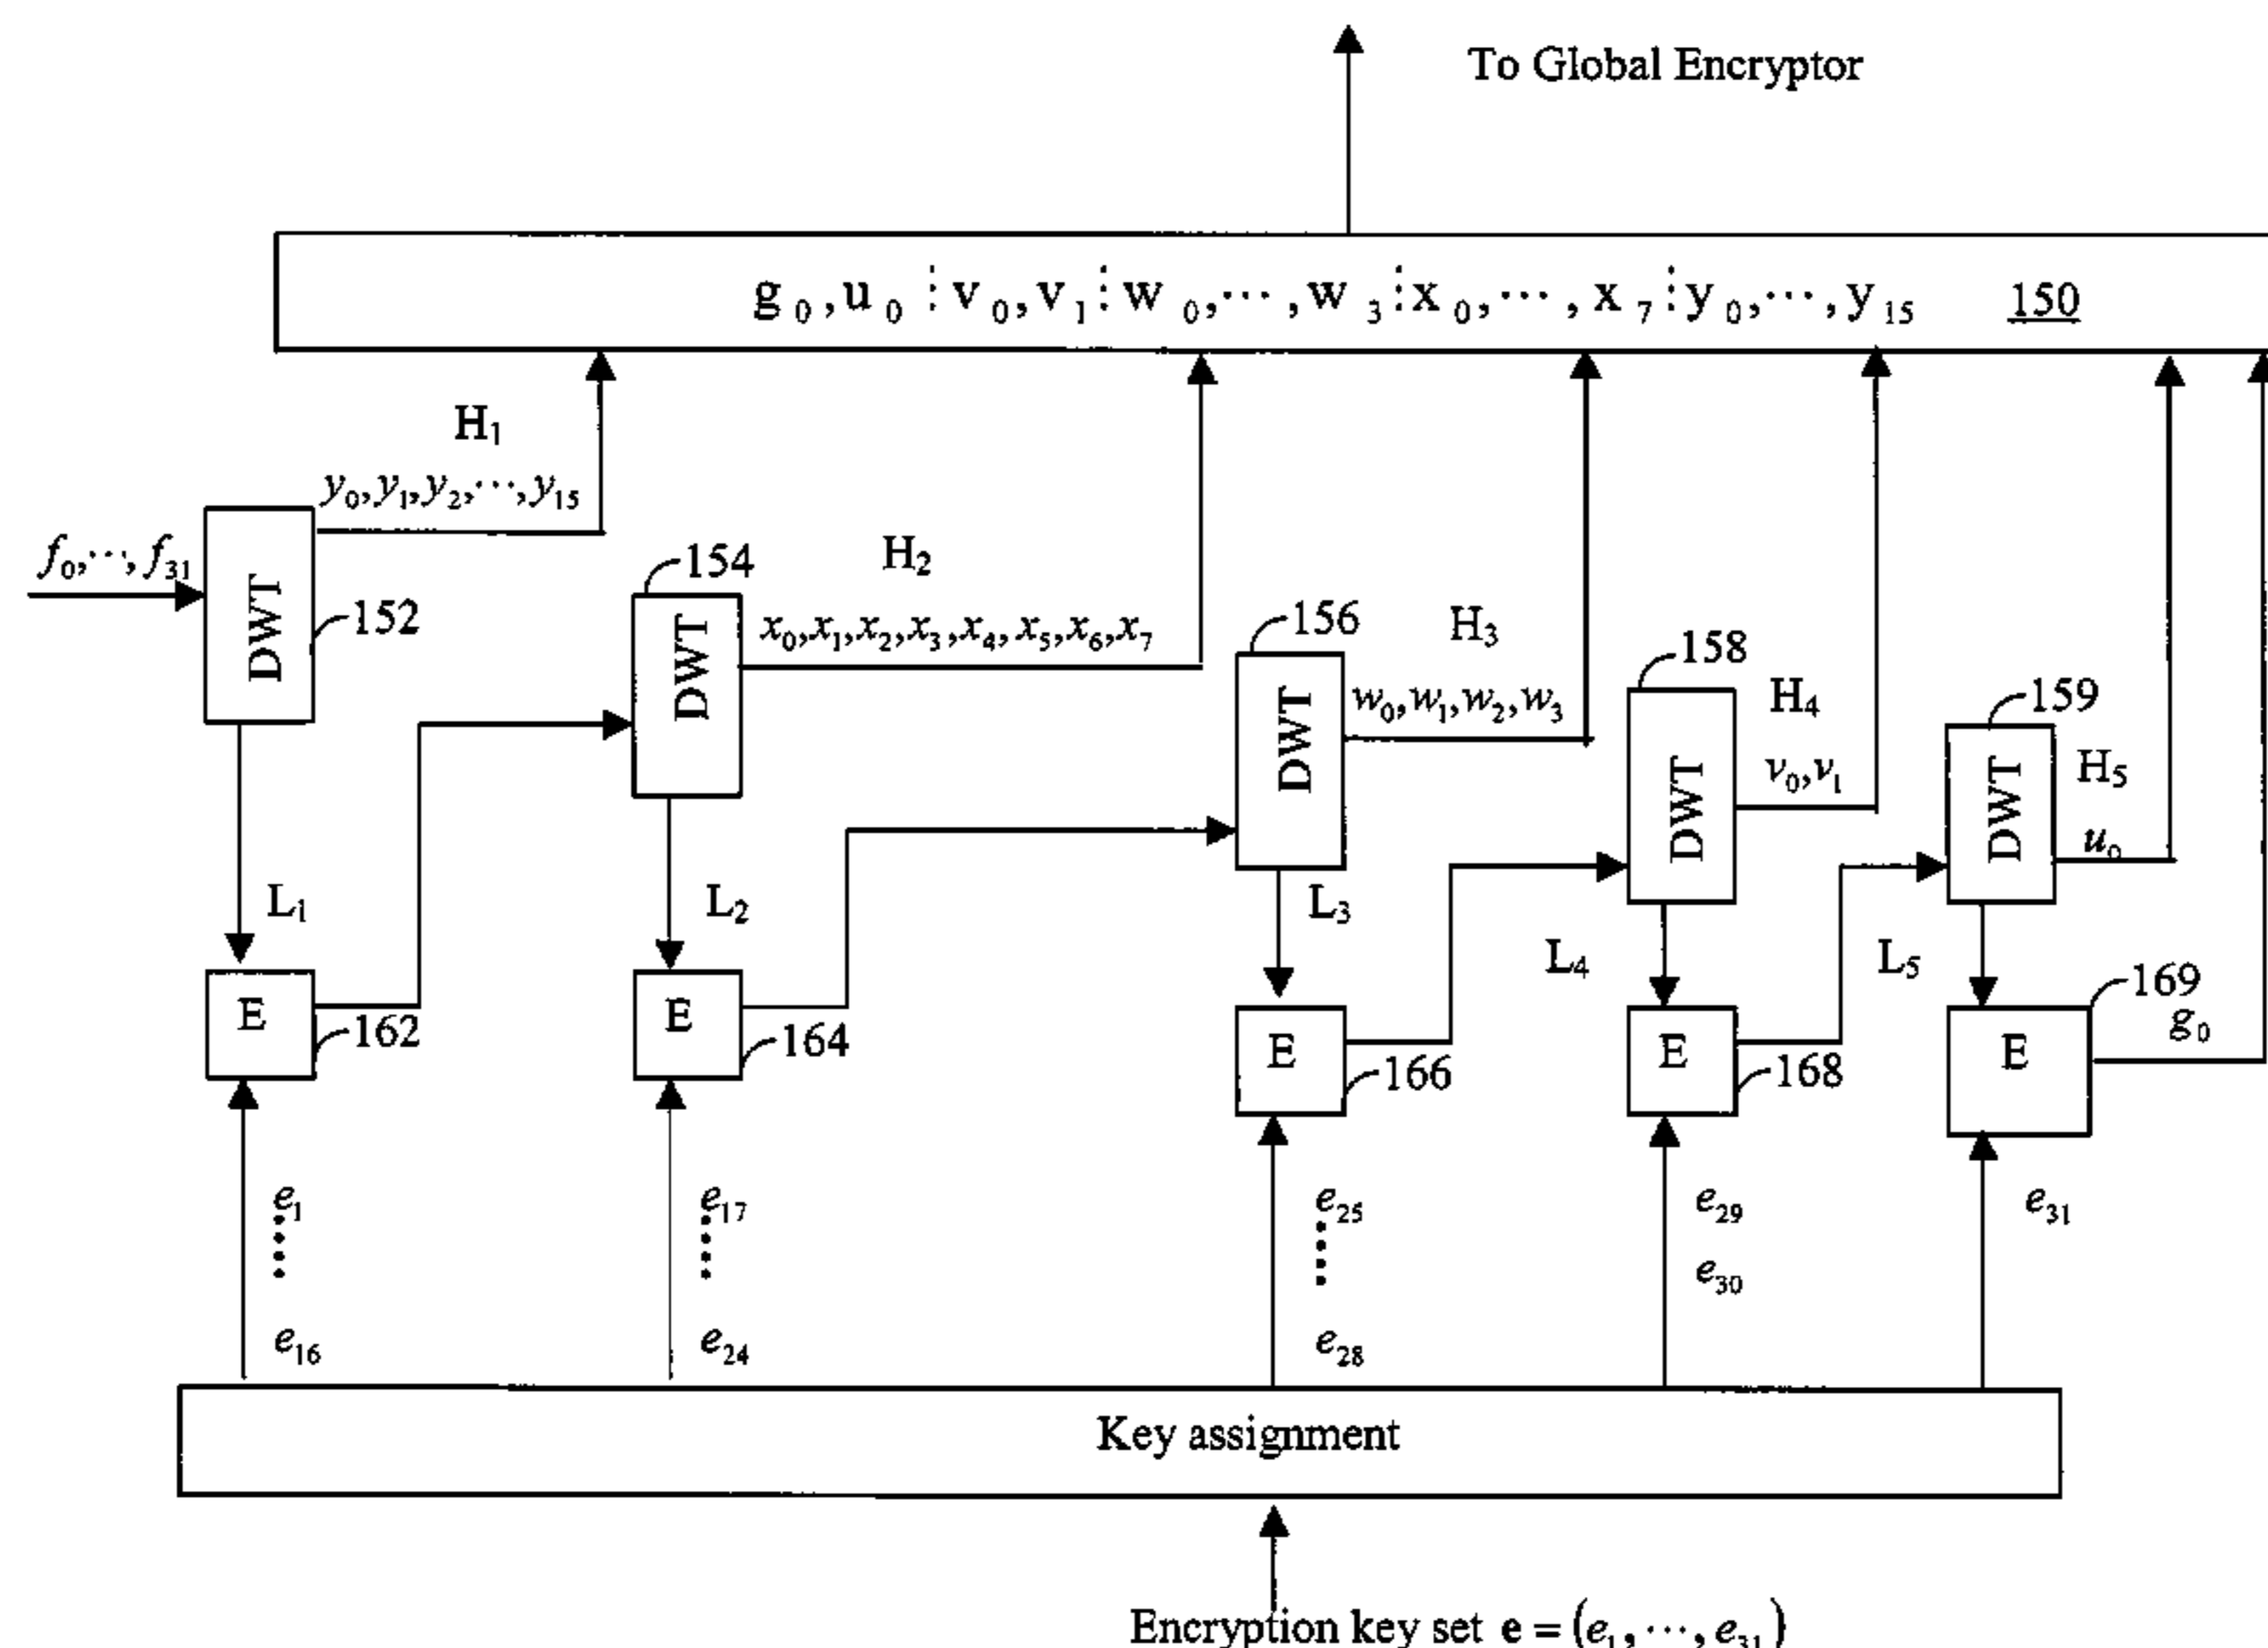 To Global Encryptor
g₀,u₀⋮v₀,v₁⋮w₀,⋯,w₃⋮x₀,⋯,x₇⋮y₀,⋯,y₁₅ 150
H₁
y₀,y₁,y₂,⋯,y₁₅
f₀,⋯,f₃₁
DWT
152
154
H₂
DWT
x₀,x₁,x₂,x₃,x₄,x₅,x₆,x₇
156
H₃
DWT
w₀,w₁,w₂,w₃
158
H₄
DWT
v₀,v₁
159
H₅
DWT
u₀
L₁
L₂
L₃
L₄
L₅
E
162
E
164
E
166
E
168
E
169
g₀
e₁
⋮
e₁₆
e₁₇
⋮
e₂₄
e₂₅
⋮
e₂₈
e₂₉
e₃₀
e₃₁
Key assignment
Encryption key set e = (e₁,⋯,e₃₁)